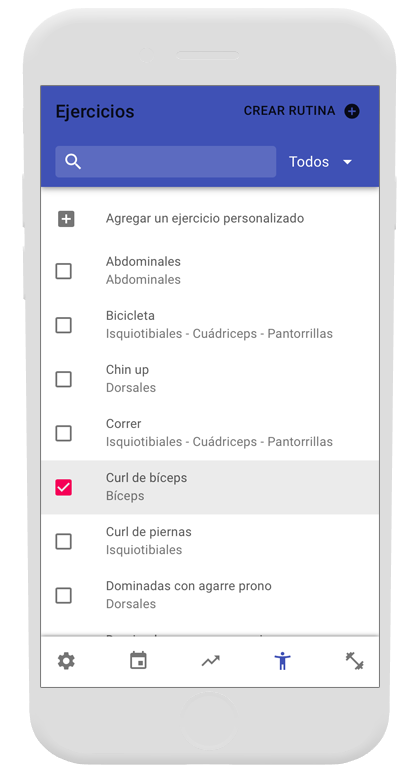 Ejercicios
CREAR RUTINA
Todos
Agregar un ejercicio personalizado
Abdominales
Abdominales
Bicicleta
Isquiotibiales - Cuádriceps - Pantorrillas
Chin up
Dorsales
Correr
Isquiotibiales - Cuádriceps - Pantorrillas
Curl de bíceps
Bíceps
Curl de piernas
Isquiotibiales
Dominadas con agarre prono
Dorsales